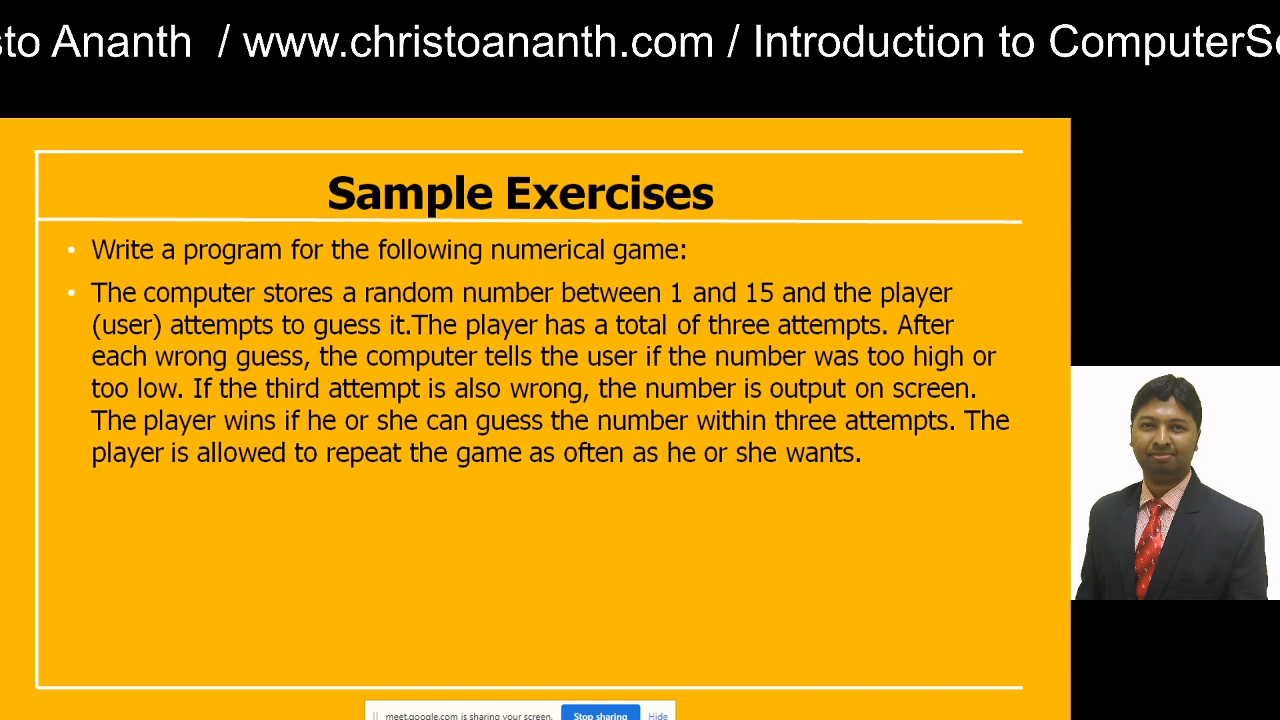 sto Ananth / www.christoananth.com / Introduction to ComputerSc
Sample Exercises
• Write a program for the following numerical game:
• The computer stores a random number between 1 and 15 and the player
(user) attempts to guess it.The player has a total of three attempts. After
each wrong guess, the computer tells the user if the number was too high or
too low. If the third attempt is also wrong, the number is output on screen.
The player wins if he or she can guess the number within three attempts. The
player is allowed to repeat the game as often as he or she wants.
meet.google.com is sharing your screen. Stop sharing Hide